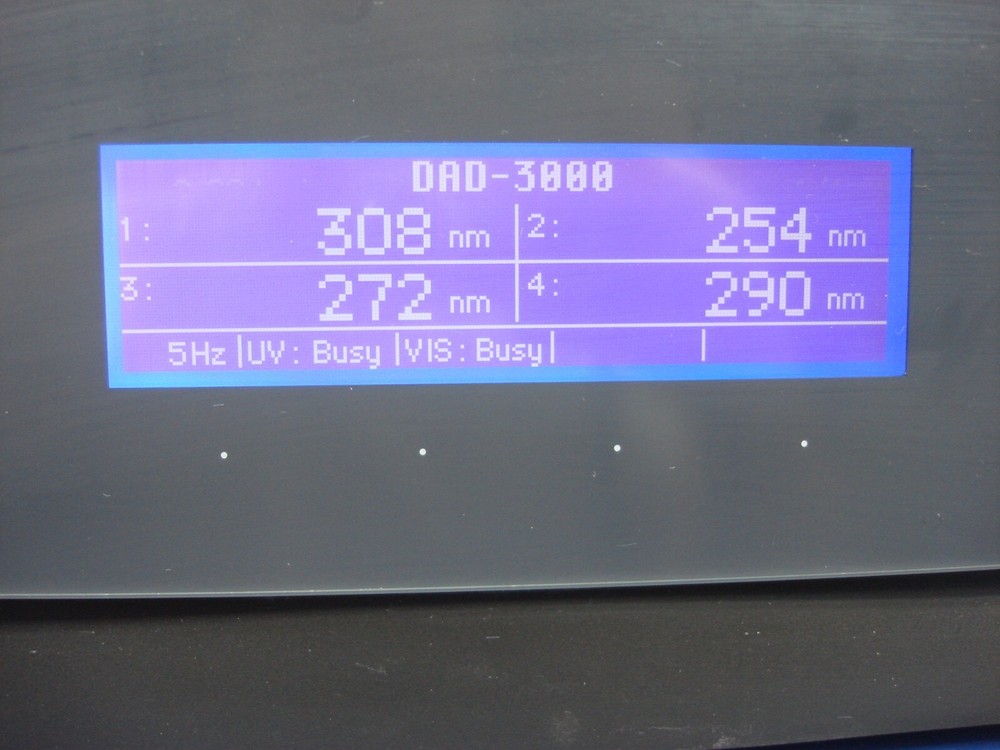 DAD-3000
1: 308 nm 2: 254 nm
3: 272 nm 4: 290 nm
5Hz |UV: Busy |VIS: Busy|